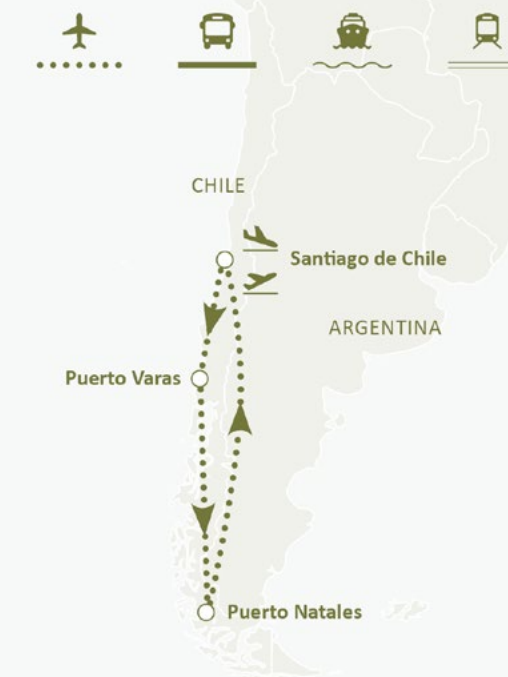 CHILE
Santiago de Chile
ARGENTINA
Puerto Varas
Puerto Natales